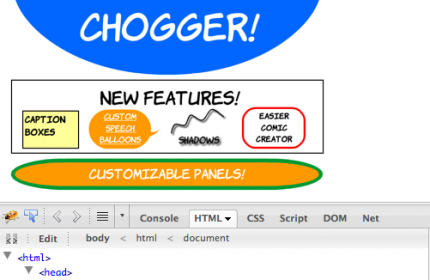 CHOGGER!
NEW FEATURES!
CAPTION
BOXES
CUSTOM
SPEECH
BALLOONS
SHADOWS
EASIER
COMIC
CREATOR
CUSTOMIZABLE PANELS!
Console HTML CSS Script DOM Net
Edit body < html < document
<html>
<head>